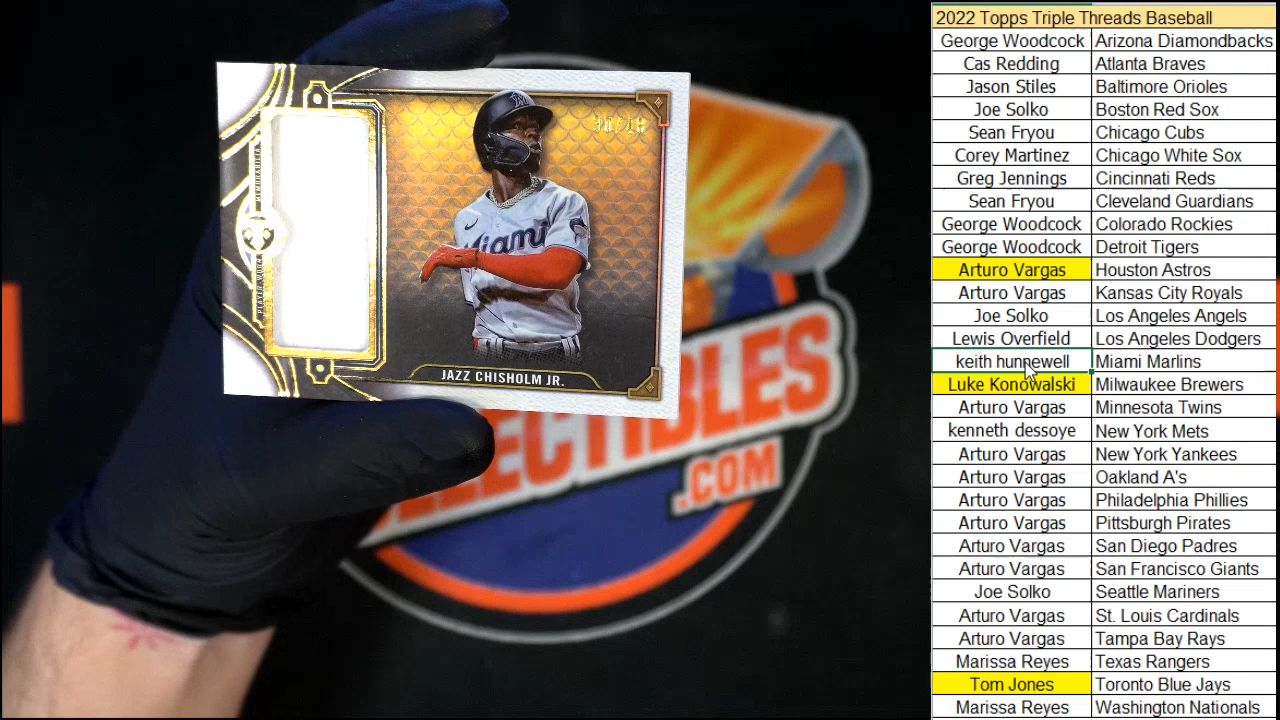 PLAYER-WORN MEMORABILIA
Miami
JAZZ CHISHOLM JR.
.COM
2022 Topps Triple Threads Baseball
George Woodcock Arizona Diamondbacks
Cas Redding Atlanta Braves
Jason Stiles Baltimore Orioles
Joe Solko Boston Red Sox
Sean Fryou Chicago Cubs
Corey Martinez Chicago White Sox
Greg Jennings Cincinnati Reds
Sean Fryou Cleveland Guardians
George Woodcock Colorado Rockies
George Woodcock Detroit Tigers
Arturo Vargas Houston Astros
Arturo Vargas Kansas City Royals
Joe Solko Los Angeles Angels
Lewis Overfield Los Angeles Dodgers
keith hunnewell Miami Marlins
Luke Konowalski Milwaukee Brewers
Arturo Vargas Minnesota Twins
kenneth dessoye New York Mets
Arturo Vargas New York Yankees
Arturo Vargas Oakland A's
Arturo Vargas Philadelphia Phillies
Arturo Vargas Pittsburgh Pirates
Arturo Vargas San Diego Padres
Arturo Vargas San Francisco Giants
Joe Solko Seattle Mariners
Arturo Vargas St. Louis Cardinals
Arturo Vargas Tampa Bay Rays
Marissa Reyes Texas Rangers
Tom Jones Toronto Blue Jays
Marissa Reyes Washington Nationals